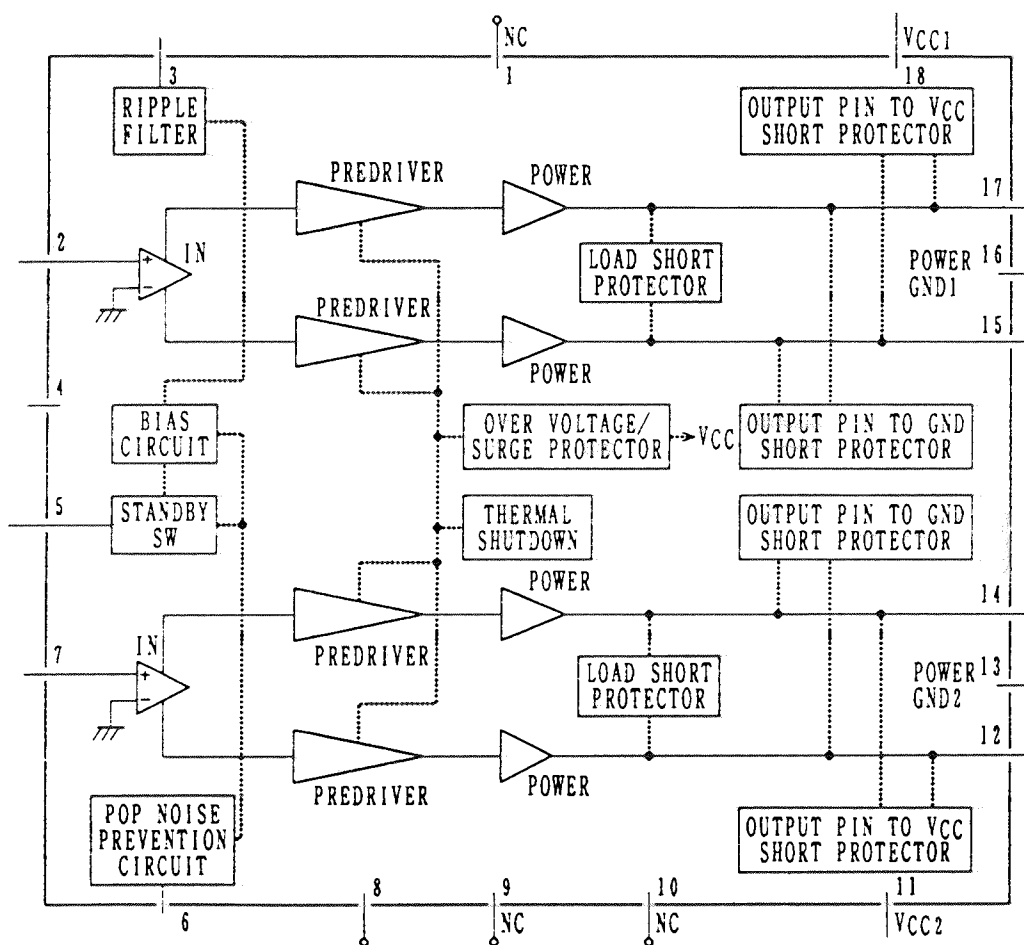 NC
VCC1
3
1
18
RIPPLE
FILTER
OUTPUT PIN TO VCC
SHORT PROTECTOR
PREDRIVER
POWER
17
2
IN
LOAD SHORT
PROTECTOR
POWER
GND1
16
PREDRIVER
15
POWER
4
BIAS
CIRCUIT
OVER VOLTAGE/
SURGE PROTECTOR
VCC
OUTPUT PIN TO GND
SHORT PROTECTOR
5
STANDBY
SW
THERMAL
SHUTDOWN
OUTPUT PIN TO GND
SHORT PROTECTOR
POWER
14
7
IN
PREDRIVER
LOAD SHORT
PROTECTOR
POWER
GND2
13
12
PREDRIVER
POWER
POP NOISE
PREVENTION
CIRCUIT
OUTPUT PIN TO VCC
SHORT PROTECTOR
6
8
9
NC
10
NC
11
VCC2